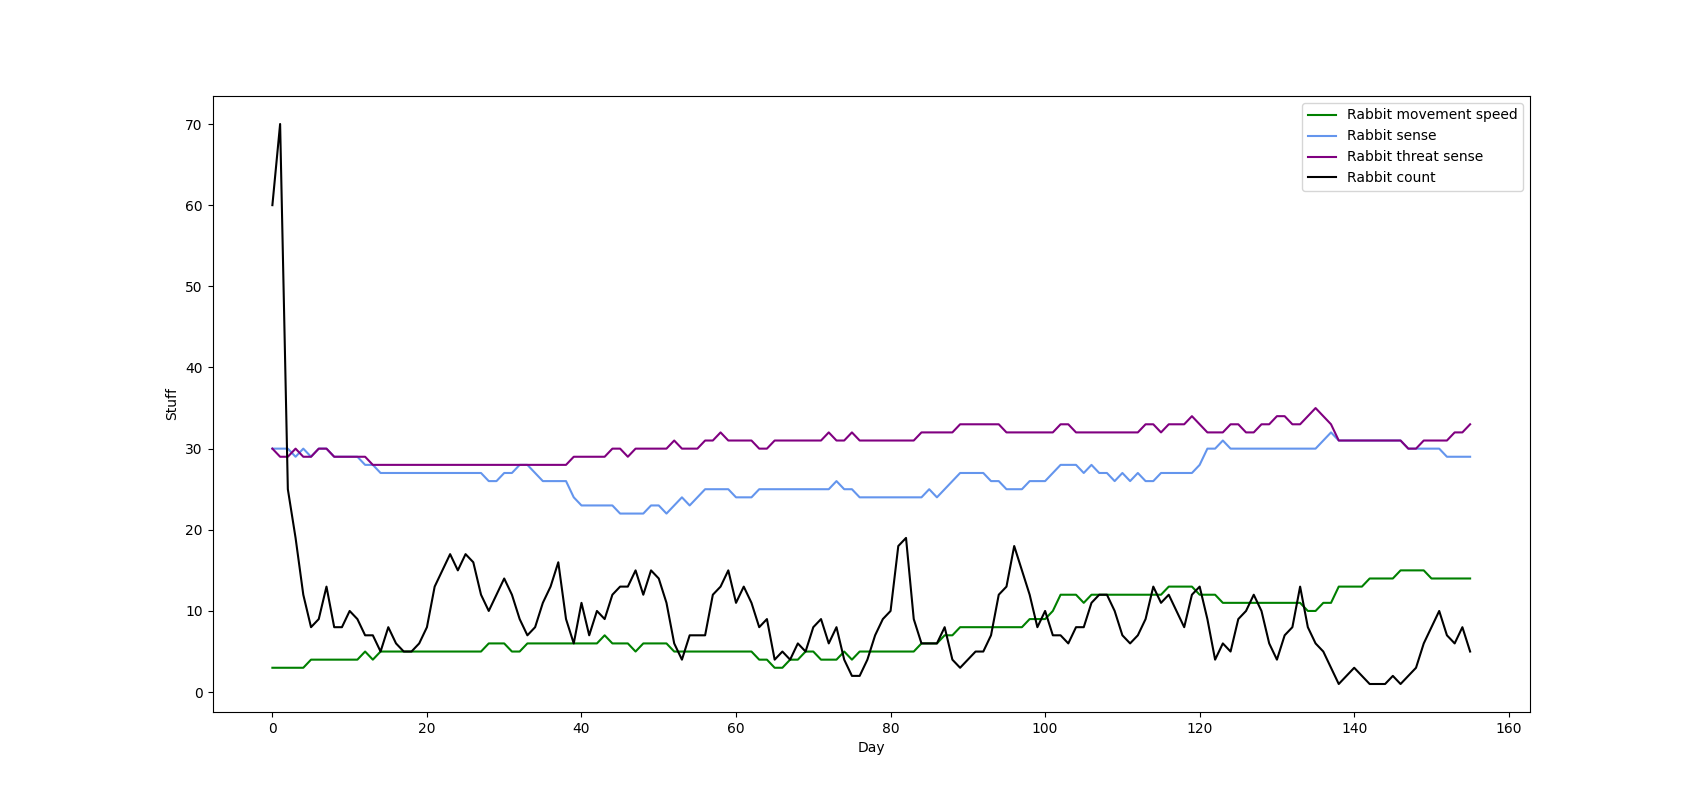 Rabbit movement speed
Rabbit sense
Rabbit threat sense
Rabbit count
70
60
50
40
30
20
10
0
Stuff
0 20 40 60 80 100 120 140 160
Day